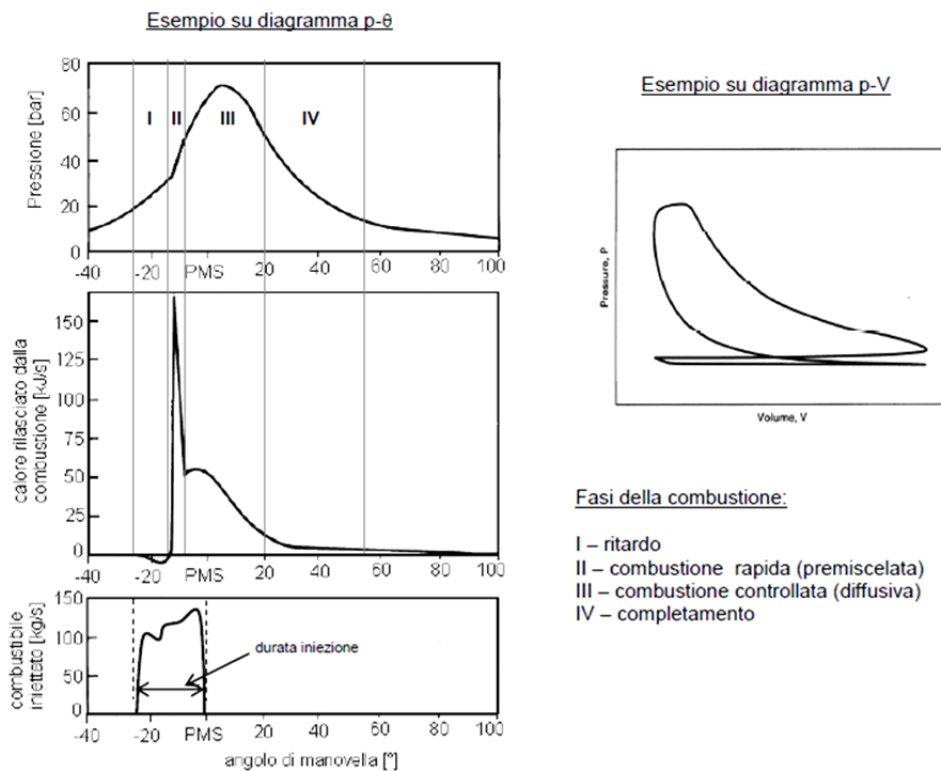 Esempio su diagramma p-θ
80
60
40
20
0
Pressione [bar]
I
II
III
IV
-40
-20
PMS
20
40
60
80
100
150
125
100
75
50
25
0
calore rilasciato dalla
combustione [kJ/s]
-40
-20
PMS
20
40
60
80
100
150
100
50
0
combustibile
iniettato [kg/s]
durata iniezione
-40
-20
PMS
20
40
60
80
100
angolo di manovella [°]
Esempio su diagramma p-V
Pressure, P
Volume, V
Fasi della combustione:
I – ritardo
II – combustione rapida (premiscelata)
III – combustione controllata (diffusiva)
IV – completamento